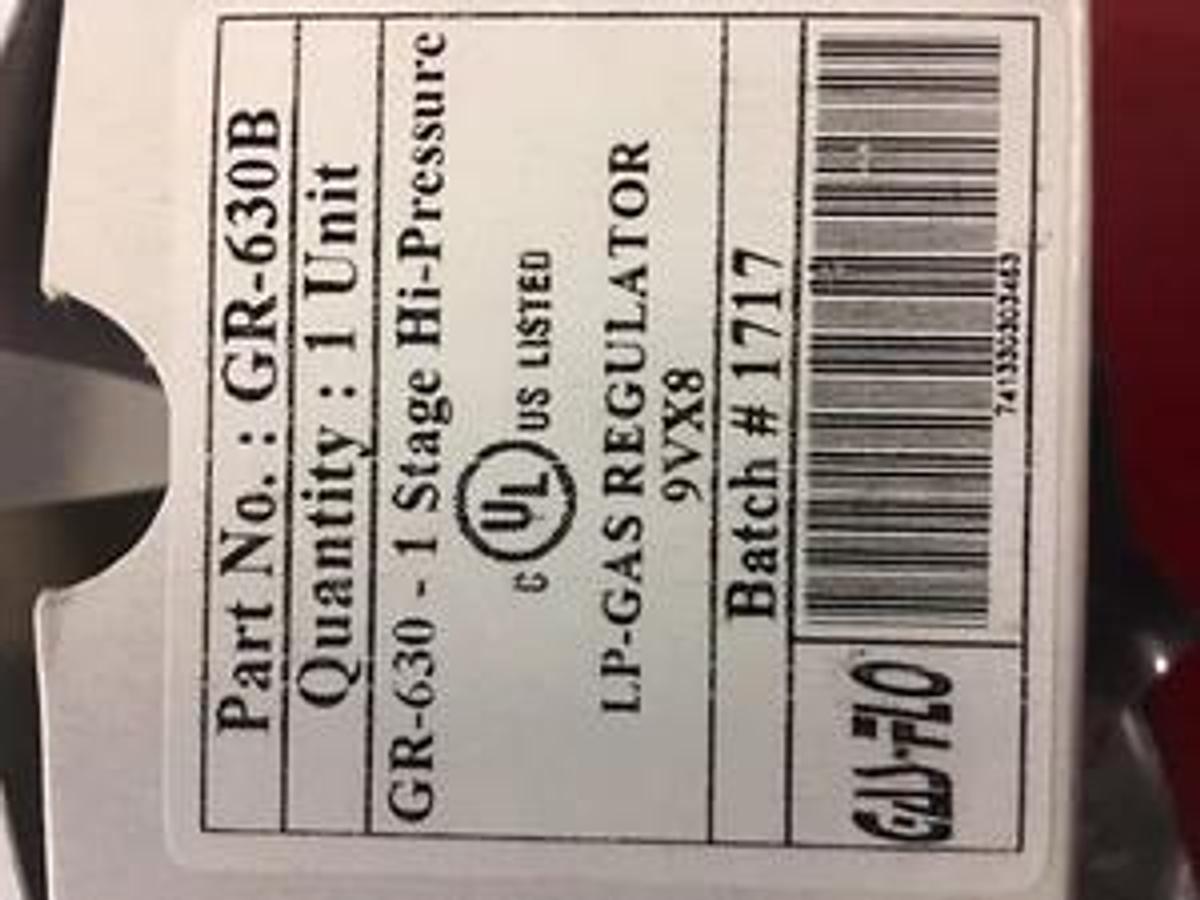 Part No. : GR-630B
Quantity : 1 Unit
GR-630 - 1 Stage Hi-Pressure
C UL US LISTED
LP-GAS REGULATOR
9VX8
Batch # 1717
GAS-FLO
741330303463